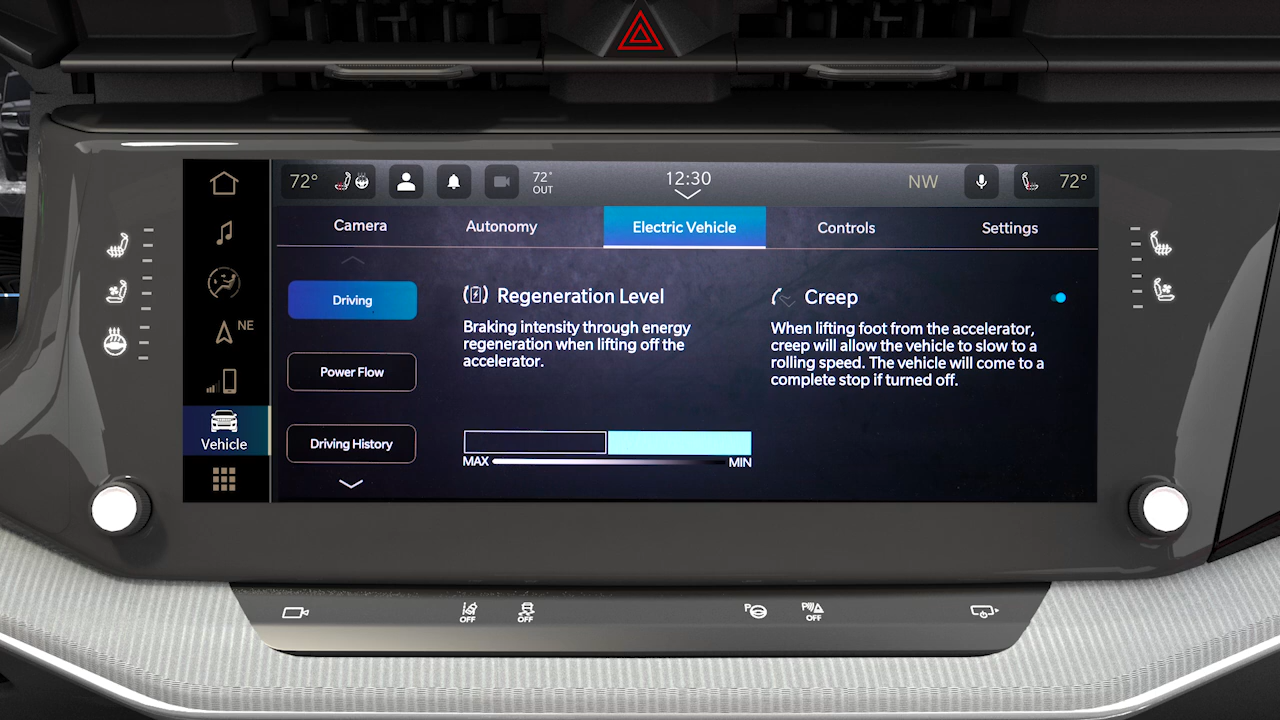 72°
72°
OUT
12:30
NW
72°
Camera
Autonomy
Electric Vehicle
Controls
Settings
NE
Vehicle
Driving
Power Flow
Driving History
Regeneration Level
Braking intensity through energy
regeneration when lifting off the
accelerator.
MAX
MIN
Creep
When lifting foot from the accelerator,
creep will allow the vehicle to slow to a
rolling speed. The vehicle will come to a
complete stop if turned off.
OFF
OFF
P
P
OFF